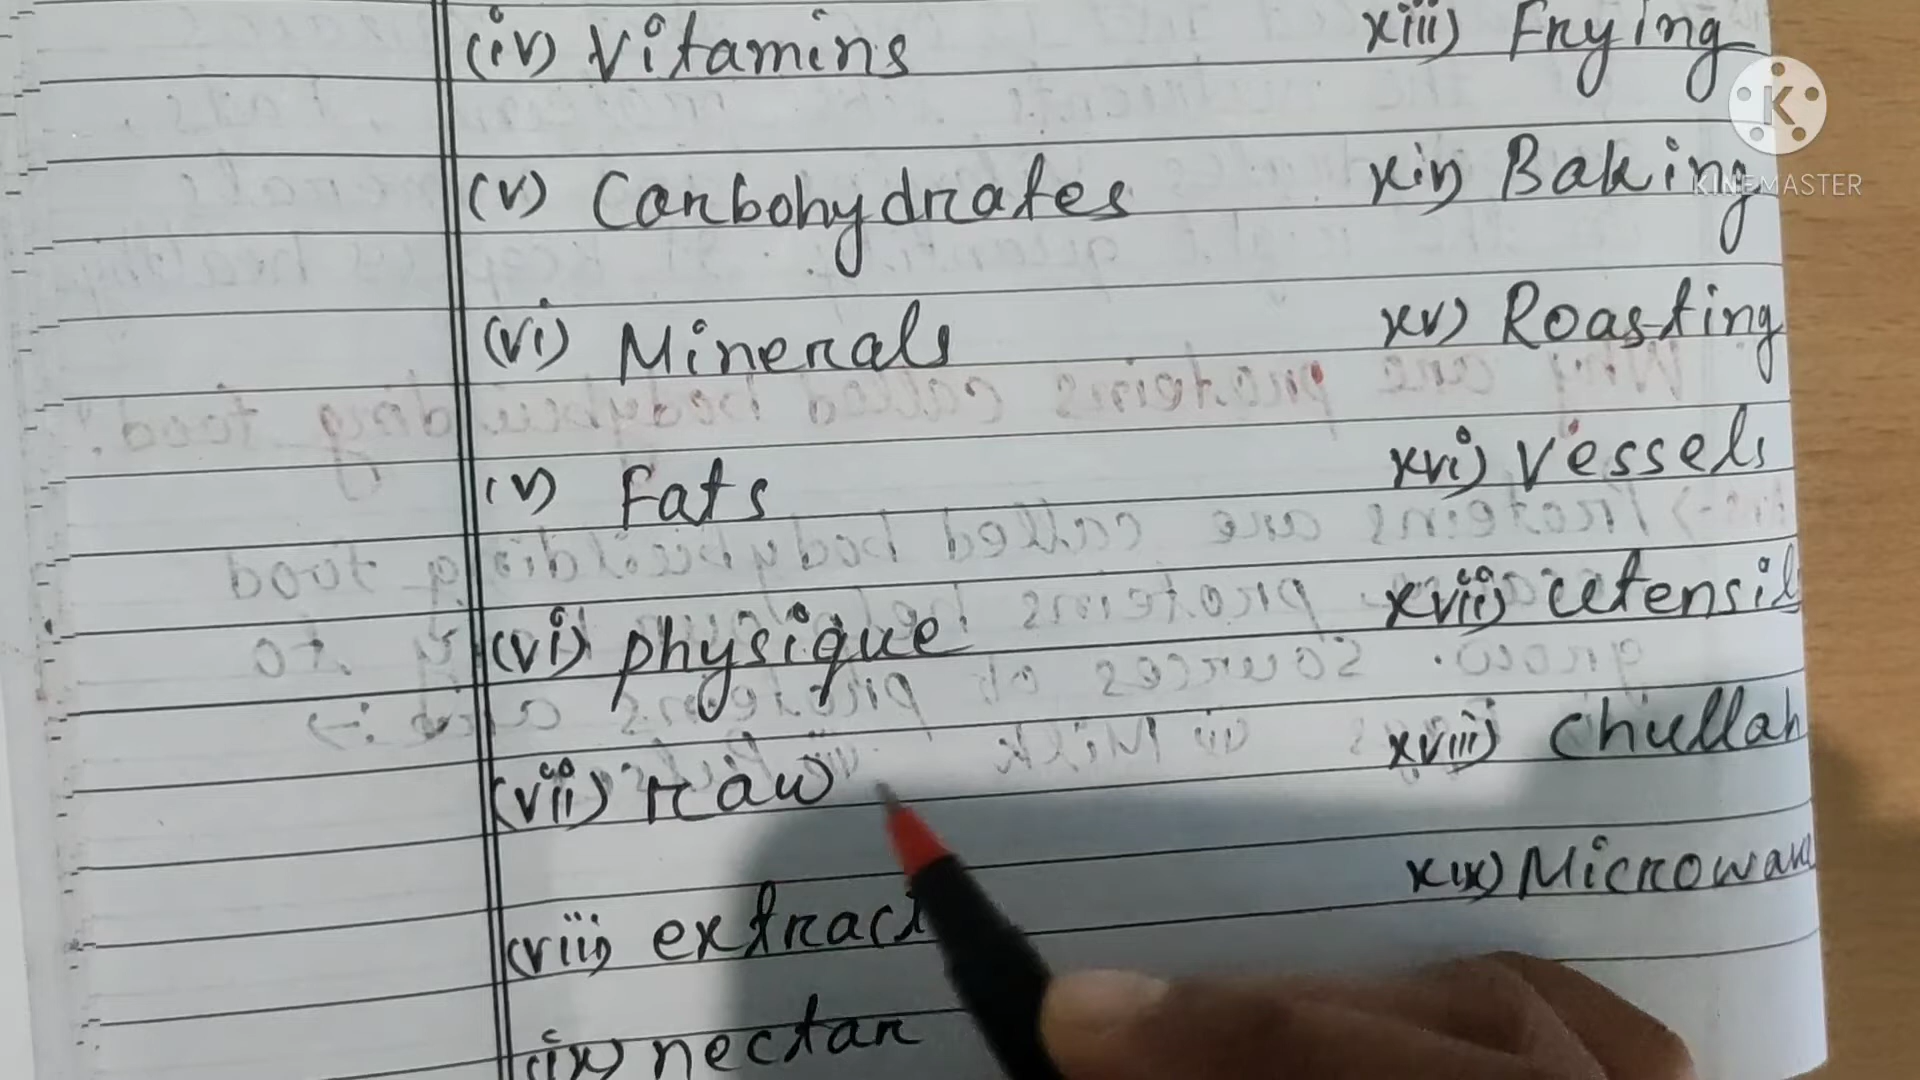 (iv) Vitamins
(v) Carbohydrates
(vi) Minerals
(v) Fats
(vi) physique
(vii) raw
(viii) extract
(ix) nectar
xiii) Frying
xiv) Baking
xv) Roasting
xvi) Vessels
xvii) utensil
xviii) chullah
xix) Microwave
KINEMASTER